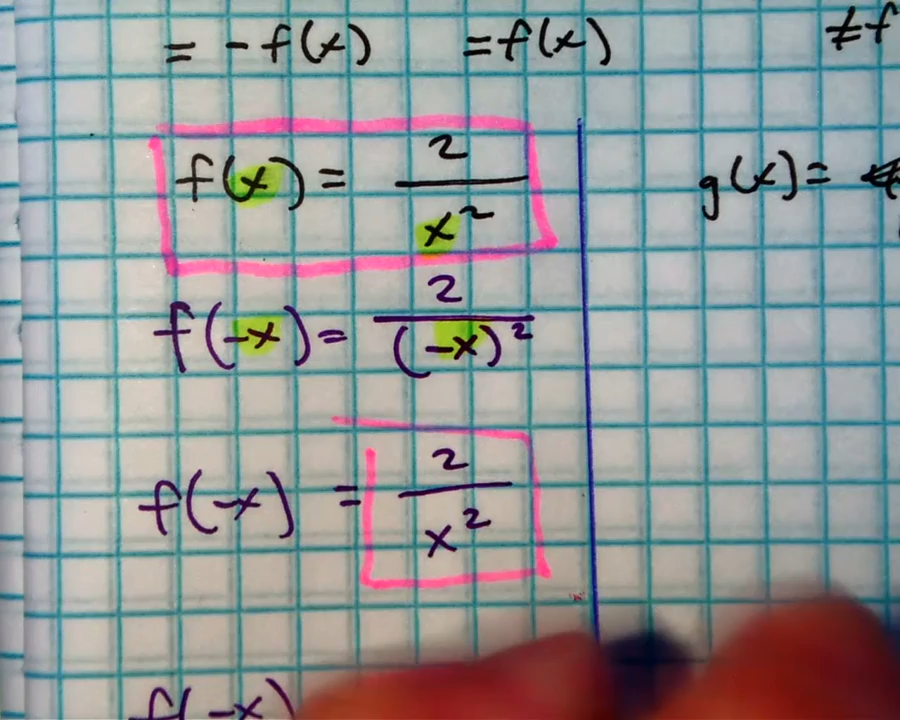 = -f(x) = f(x) ≠ f
f(x) = 2/x²
g(x) =
f(-x) = 2/(-x)²
f(-x) = 2/x²
f(-x)